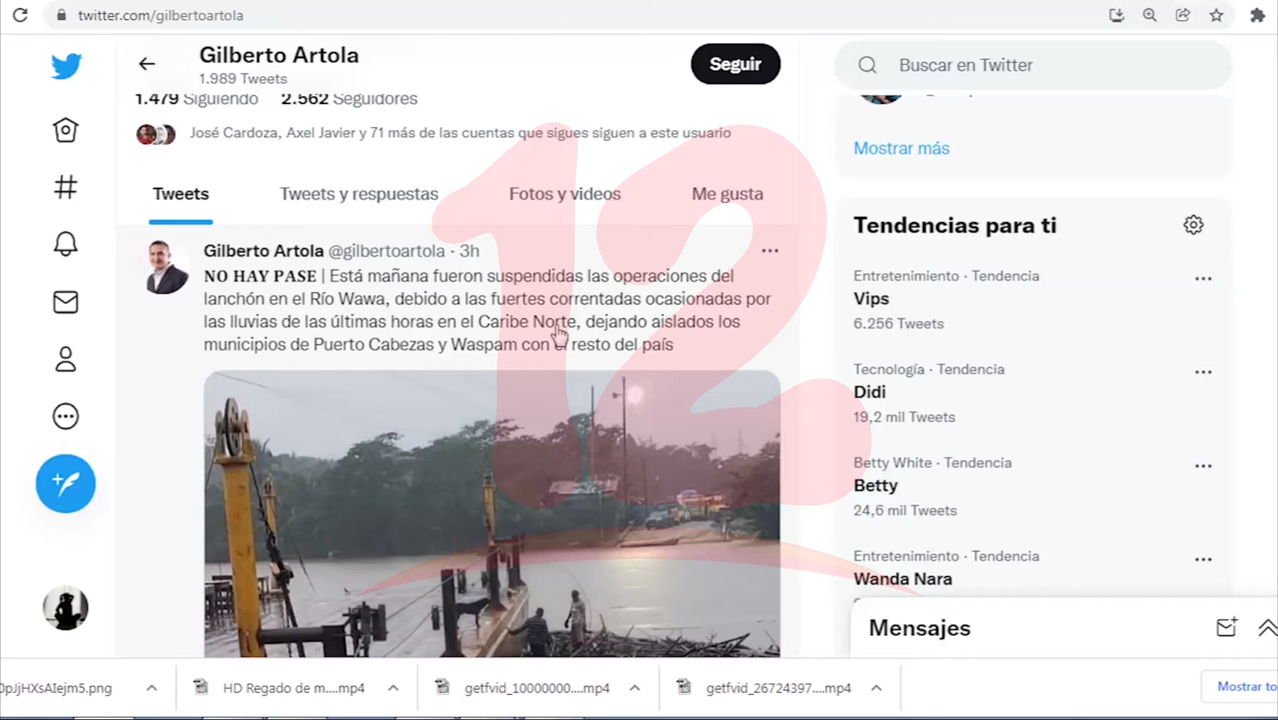 twitter.com/gilbertoartola
Gilberto Artola
1.989 Tweets
Seguir
Buscar en Twitter
1.479 Siguiendo 2.562 Seguidores
José Cardoza, Axel Javier y 71 más de las cuentas que sigues siguen a este usuario
Mostrar más
Tweets Tweets y respuestas Fotos y videos Me gusta
Gilberto Artola @gilbertoartola · 3h
NO HAY PASE | Está mañana fueron suspendidas las operaciones del
lanchón en el Río Wawa, debido a las fuertes correntadas ocasionadas por
las lluvias de las últimas horas en el Caribe Norte, dejando aislados los
municipios de Puerto Cabezas y Waspam con el resto del país
12
Tendencias para ti
Entretenimiento · Tendencia
Vips
6.256 Tweets
Tecnología · Tendencia
Didi
19,2 mil Tweets
Betty White · Tendencia
Betty
24,6 mil Tweets
Entretenimiento · Tendencia
Wanda Nara
Mensajes
0pJjHXsAIejm5.png
HD Regado de m....mp4
getfvid_10000000....mp4
getfvid_26724397....mp4
Mostrar to